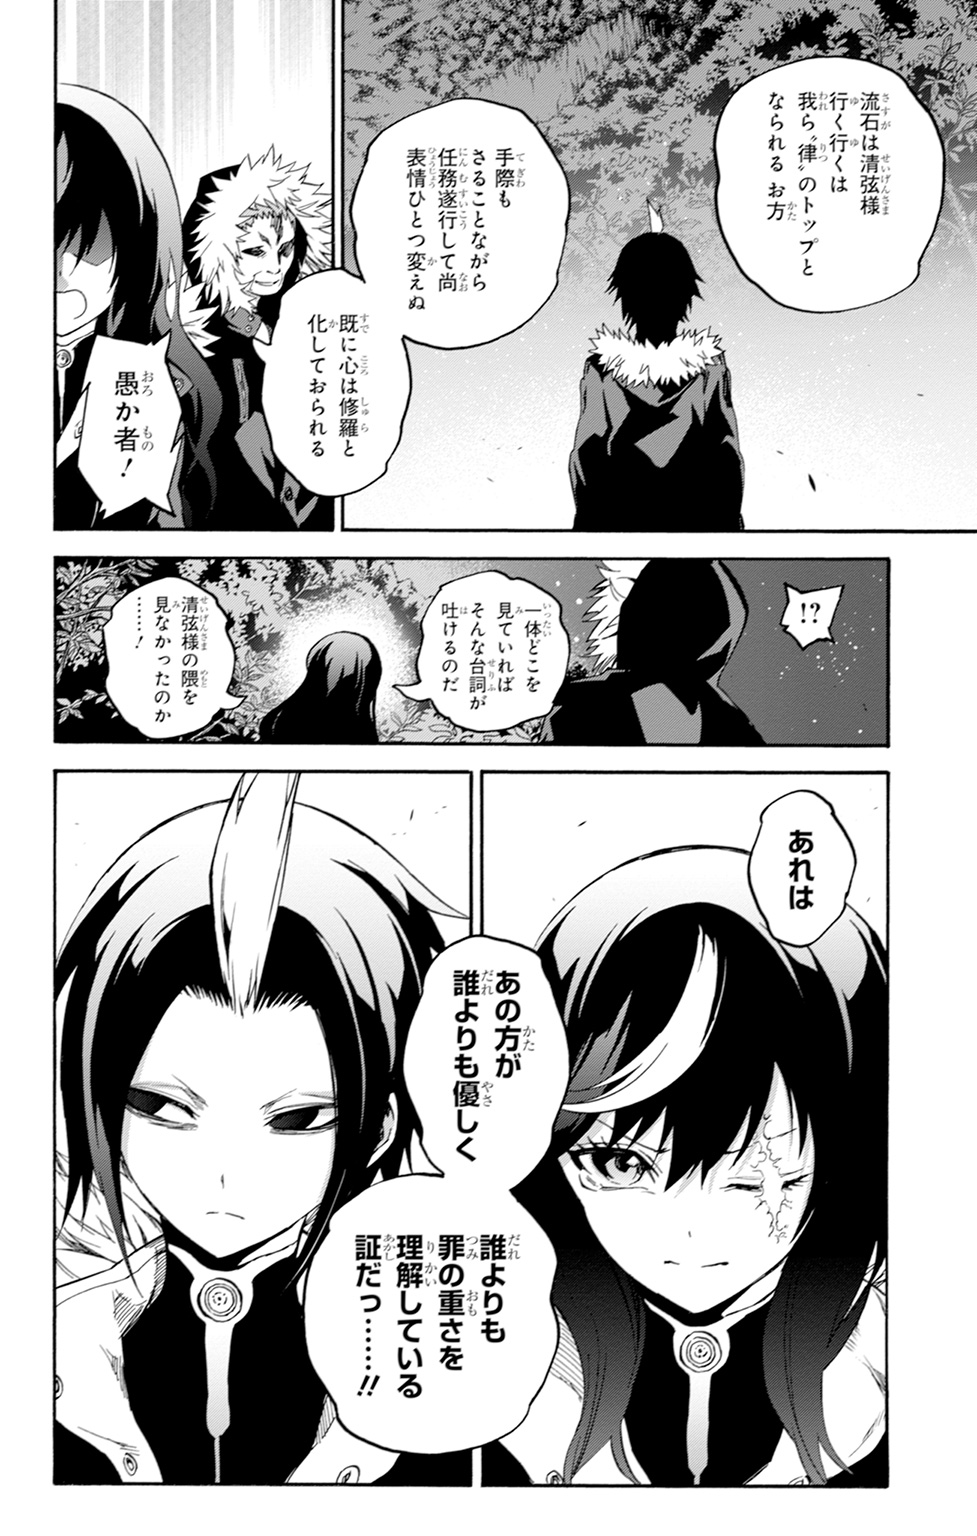 流石は清弦様
行く行くは
我ら〝律〟のトップと
なられる お方
手際も
さることながら
任務遂行して尚
表情ひとつ変えぬ
既に心は修羅と
化しておられる
愚か者！
！？
一体どこを
見ていれば
そんな台詞が
吐けるのだ
清弦様の隈を
見なかったのか
……！
あれは
あの方が
誰よりも優しく
誰よりも
罪の重さを
理解している
証だっ……！！